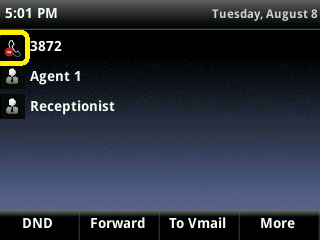 5:01 PM Tuesday, August 8
3872
Agent 1
Receptionist
DND Forward To Vmail More